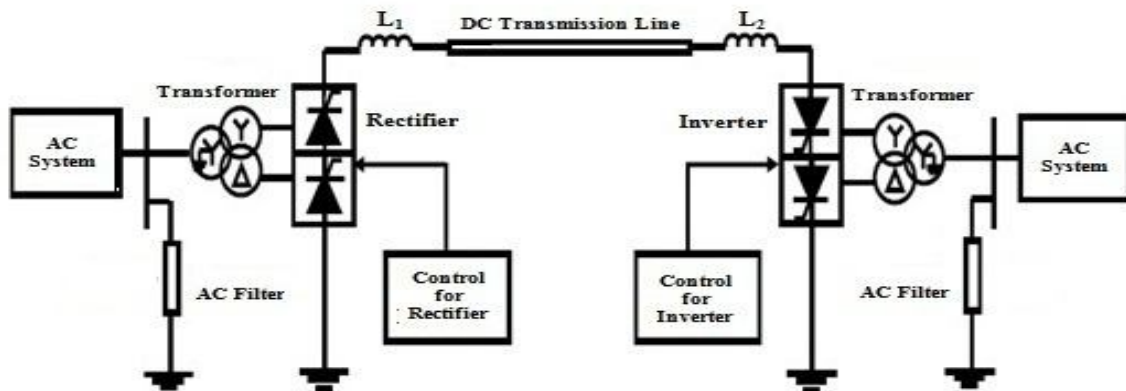 L₁
DC Transmission Line
L₂
Transformer
Rectifier
Inverter
Transformer
AC
System
AC
System
AC Filter
Control
for
Rectifier
Control
for
Inverter
AC Filter